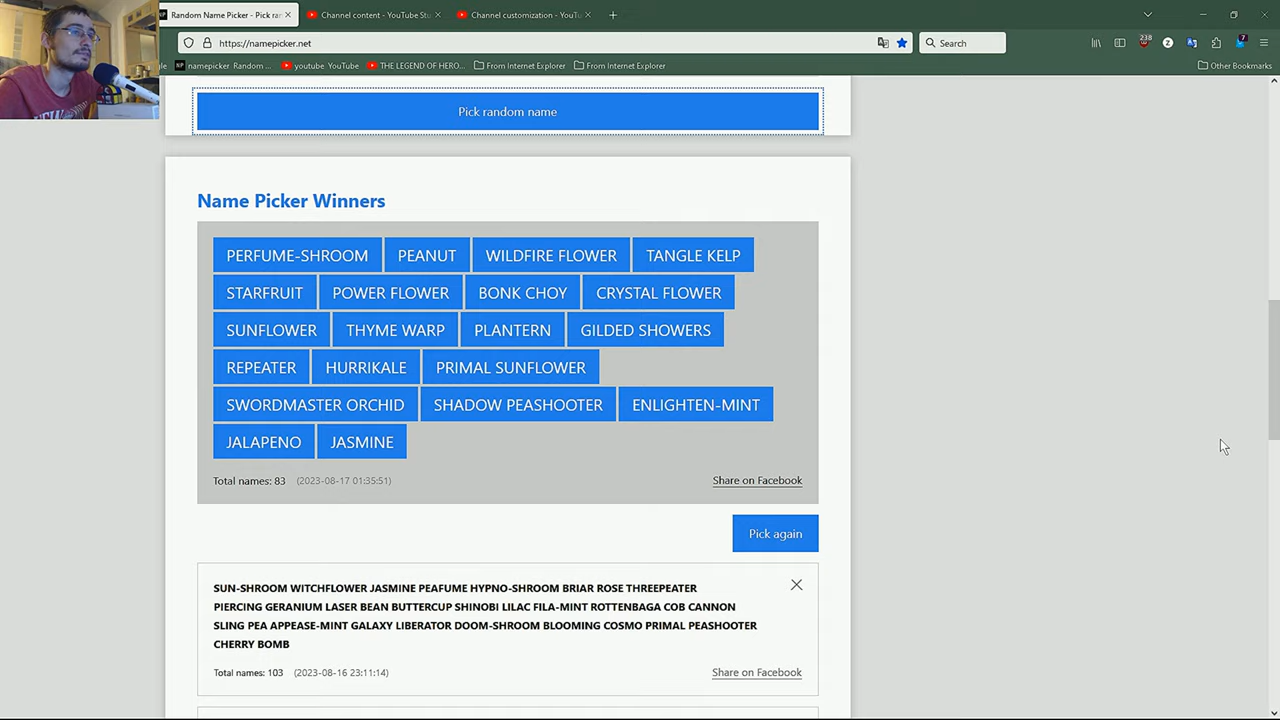 Random Name Picker - Pick ra
Channel content - YouTube Stu
Channel customization - YouTu
https://namepicker.net
Search
238
7
namepicker Random ...
youtube YouTube
THE LEGEND OF HERO...
From Internet Explorer
From Internet Explorer
Other Bookmarks
Pick random name
Name Picker Winners
PERFUME-SHROOM PEANUT WILDFIRE FLOWER TANGLE KELP
STARFRUIT POWER FLOWER BONK CHOY CRYSTAL FLOWER
SUNFLOWER THYME WARP PLANTERN GILDED SHOWERS
REPEATER HURRIKALE PRIMAL SUNFLOWER
SWORDMASTER ORCHID SHADOW PEASHOOTER ENLIGHTEN-MINT
JALAPENO JASMINE
Total names: 83 (2023-08-17 01:35:51)
Share on Facebook
Pick again
SUN-SHROOM WITCHFLOWER JASMINE PEAFUME HYPNO-SHROOM BRIAR ROSE THREEPEATER
PIERCING GERANIUM LASER BEAN BUTTERCUP SHINOBI LILAC FILA-MINT ROTTENBAGA COB CANNON
SLING PEA APPEASE-MINT GALAXY LIBERATOR DOOM-SHROOM BLOOMING COSMO PRIMAL PEASHOOTER
CHERRY BOMB
Total names: 103 (2023-08-16 23:11:14)
Share on Facebook